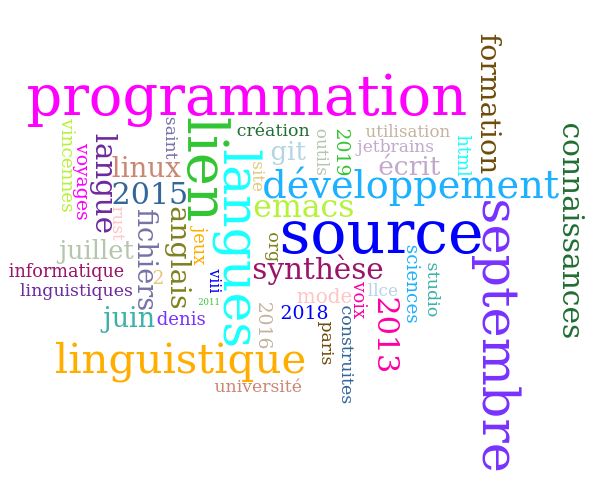 formation
programmation
vincennes
voyages
langue
saint
lien
création
outils
2019
utilisation
jetbrains
html
connaissances
linux
git
écrit
site
langues
développement
2015
emacs
septembre
rust
fichiers
anglais
jeux
org
source
juillet
informatique
linguistiques
2
viii
2011
synthèse
mode
voix
llce
sciences
studio
juin
denis
2016
2018
paris
construites
2013
linguistique
université